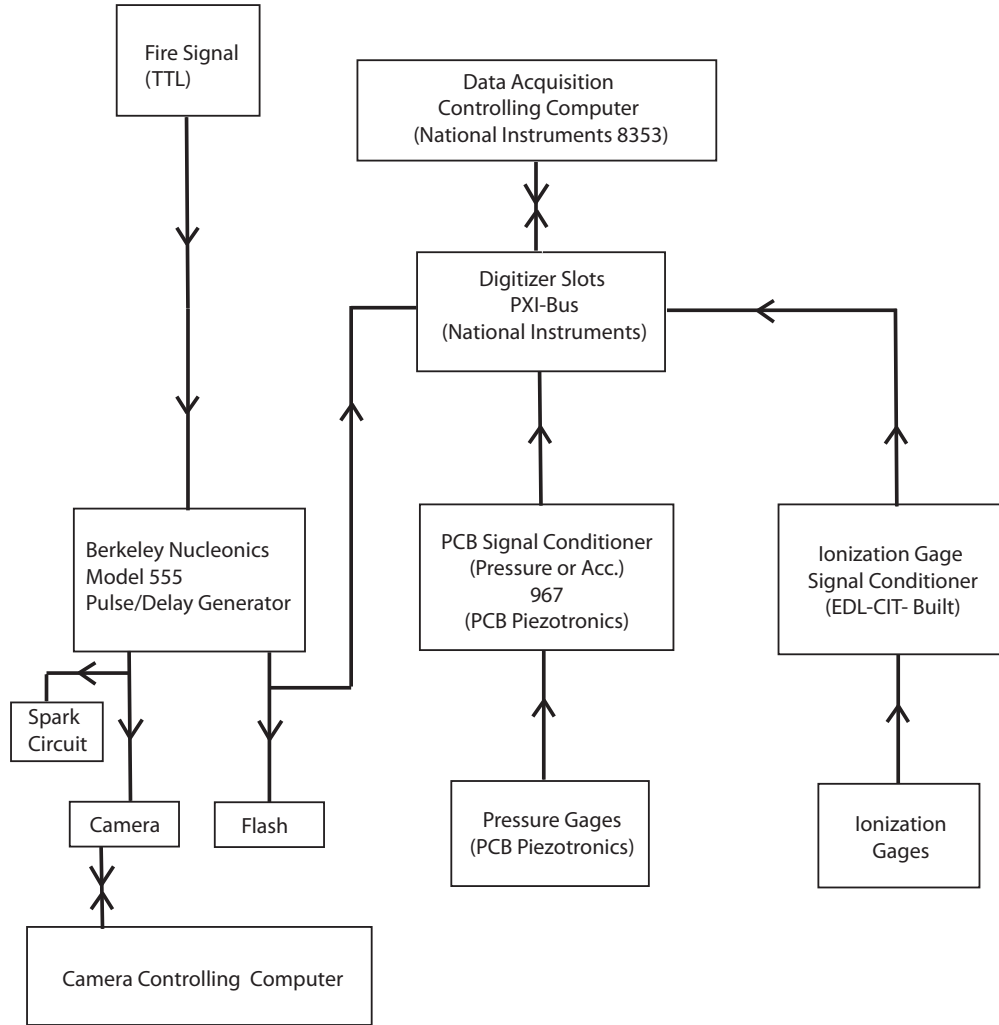 Fire Signal
(TTL)
Data Acquisition
Controlling Computer
(National Instruments 8353)
Digitizer Slots
PXI-Bus
(National Instruments)
Berkeley Nucleonics
Model 555
Pulse/Delay Generator
PCB Signal Conditioner
(Pressure or Acc.)
967
(PCB Piezotronics)
Ionization Gage
Signal Conditioner
(EDL-CIT- Built)
Spark
Circuit
Camera
Flash
Pressure Gages
(PCB Piezotronics)
Ionization
Gages
Camera Controlling Computer